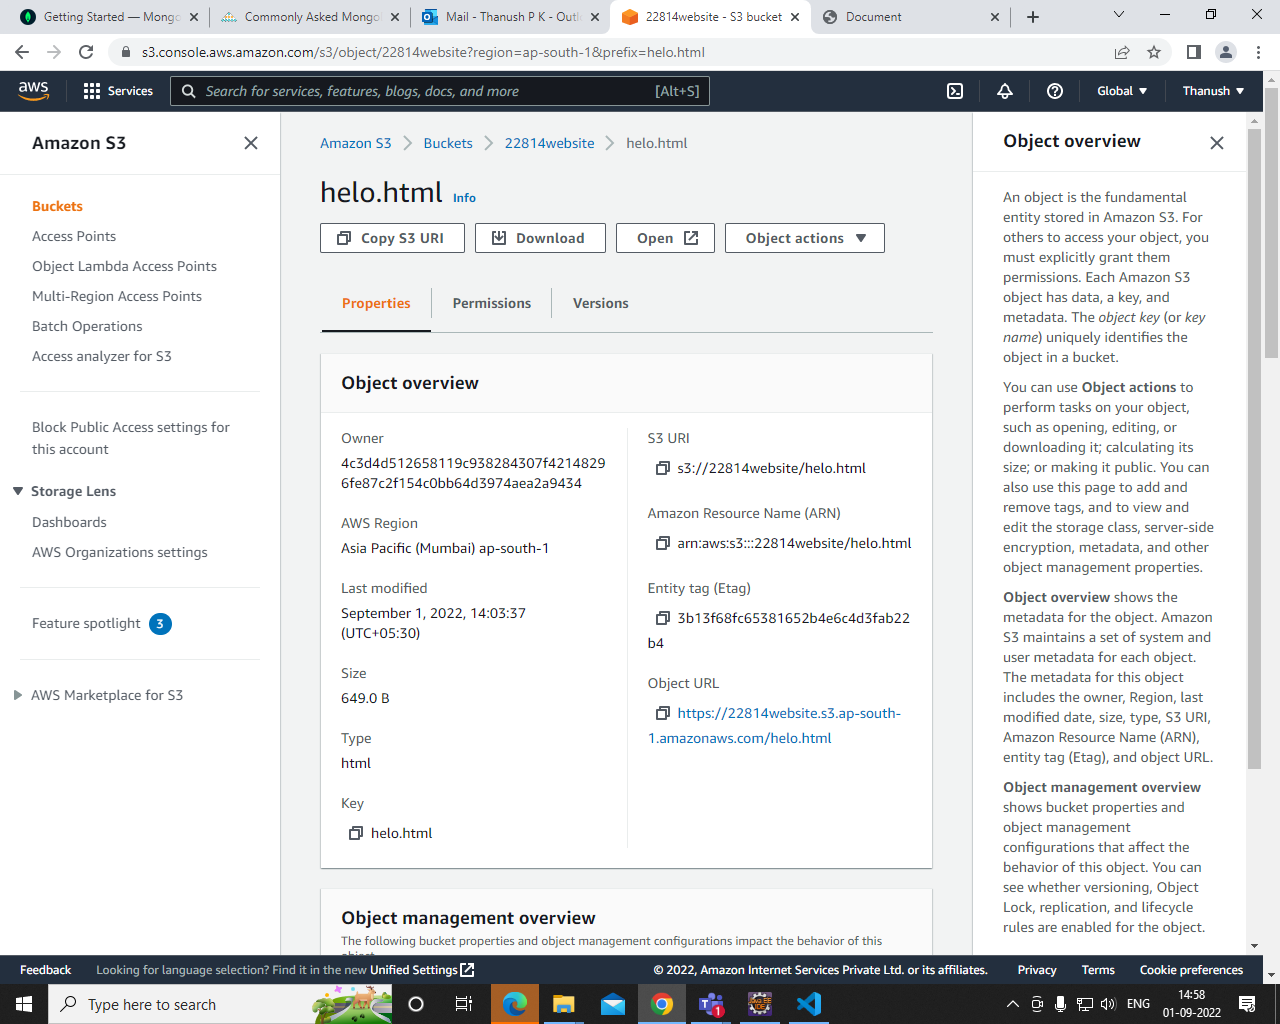 Getting Started — Mongo
Commonly Asked Mongo
Mail - Thanush P K - Outl
22814website - S3 bucket
Document
s3.console.aws.amazon.com/s3/object/22814website?region=ap-south-1&prefix=helo.html
aws
Services
Search for services, features, blogs, docs, and more
[Alt+S]
Global
Thanush
Amazon S3
Buckets
Access Points
Object Lambda Access Points
Multi-Region Access Points
Batch Operations
Access analyzer for S3
Block Public Access settings for
this account
Storage Lens
Dashboards
AWS Organizations settings
Feature spotlight 3
AWS Marketplace for S3
Amazon S3
Buckets
22814website
helo.html
helo.html Info
Copy S3 URI
Download
Open
Object actions
Properties
Permissions
Versions
Object overview
Owner
4c3d4d512658119c938284307f4214829
6fe87c2f154c0bb64d3974aea2a9434
AWS Region
Asia Pacific (Mumbai) ap-south-1
Last modified
September 1, 2022, 14:03:37
(UTC+05:30)
Size
649.0 B
Type
html
Key
helo.html
S3 URI
s3://22814website/helo.html
Amazon Resource Name (ARN)
arn:aws:s3:::22814website/helo.html
Entity tag (Etag)
3b13f68fc65381652b4e6c4d3fab22
b4
Object URL
https://22814website.s3.ap-south-
1.amazonaws.com/helo.html
Object management overview
The following bucket properties and object management configurations impact the behavior of this
object.
Object overview
An object is the fundamental
entity stored in Amazon S3. For
others to access your object, you
must explicitly grant them
permissions. Each Amazon S3
object has data, a key, and
metadata. The object key (or key
name) uniquely identifies the
object in a bucket.
You can use Object actions to
perform tasks on your object,
such as opening, editing, or
downloading it; calculating its
size; or making it public. You can
also use this page to add and
remove tags, and to view and
edit the storage class, server-side
encryption, metadata, and other
object management properties.
Object overview shows the
metadata for the object. Amazon
S3 maintains a set of system and
user metadata for each object.
The metadata for this object
includes the owner, Region, last
modified date, size, type, S3 URI,
Amazon Resource Name (ARN),
entity tag (Etag), and object URL.
Object management overview
shows bucket properties and
object management
configurations that affect the
behavior of this object. You can
see whether versioning, Object
Lock, replication, and lifecycle
rules are enabled for the object.
Feedback
Looking for language selection? Find it in the new Unified Settings
© 2022, Amazon Internet Services Private Ltd. or its affiliates.
Privacy
Terms
Cookie preferences
Type here to search
1
ENG
14:58
01-09-2022